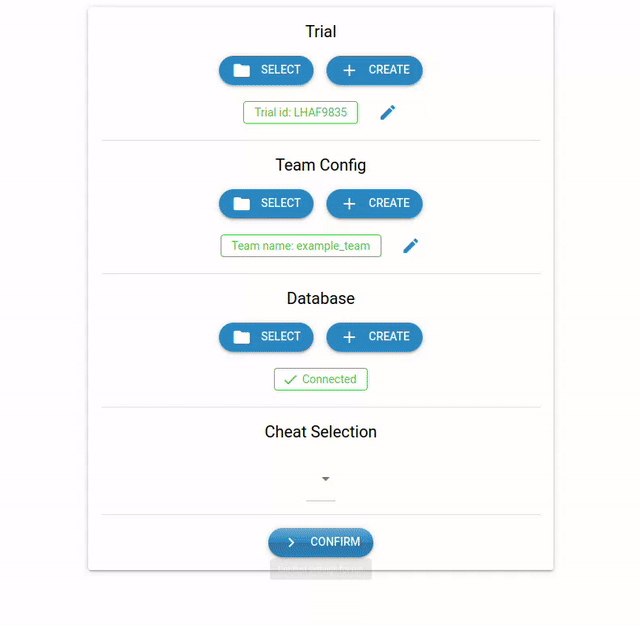 Trial
SELECT
CREATE
Trial id: LHAF9835
Team Config
SELECT
CREATE
Team name: example_team
Database
SELECT
CREATE
Connected
Cheat Selection
CONFIRM